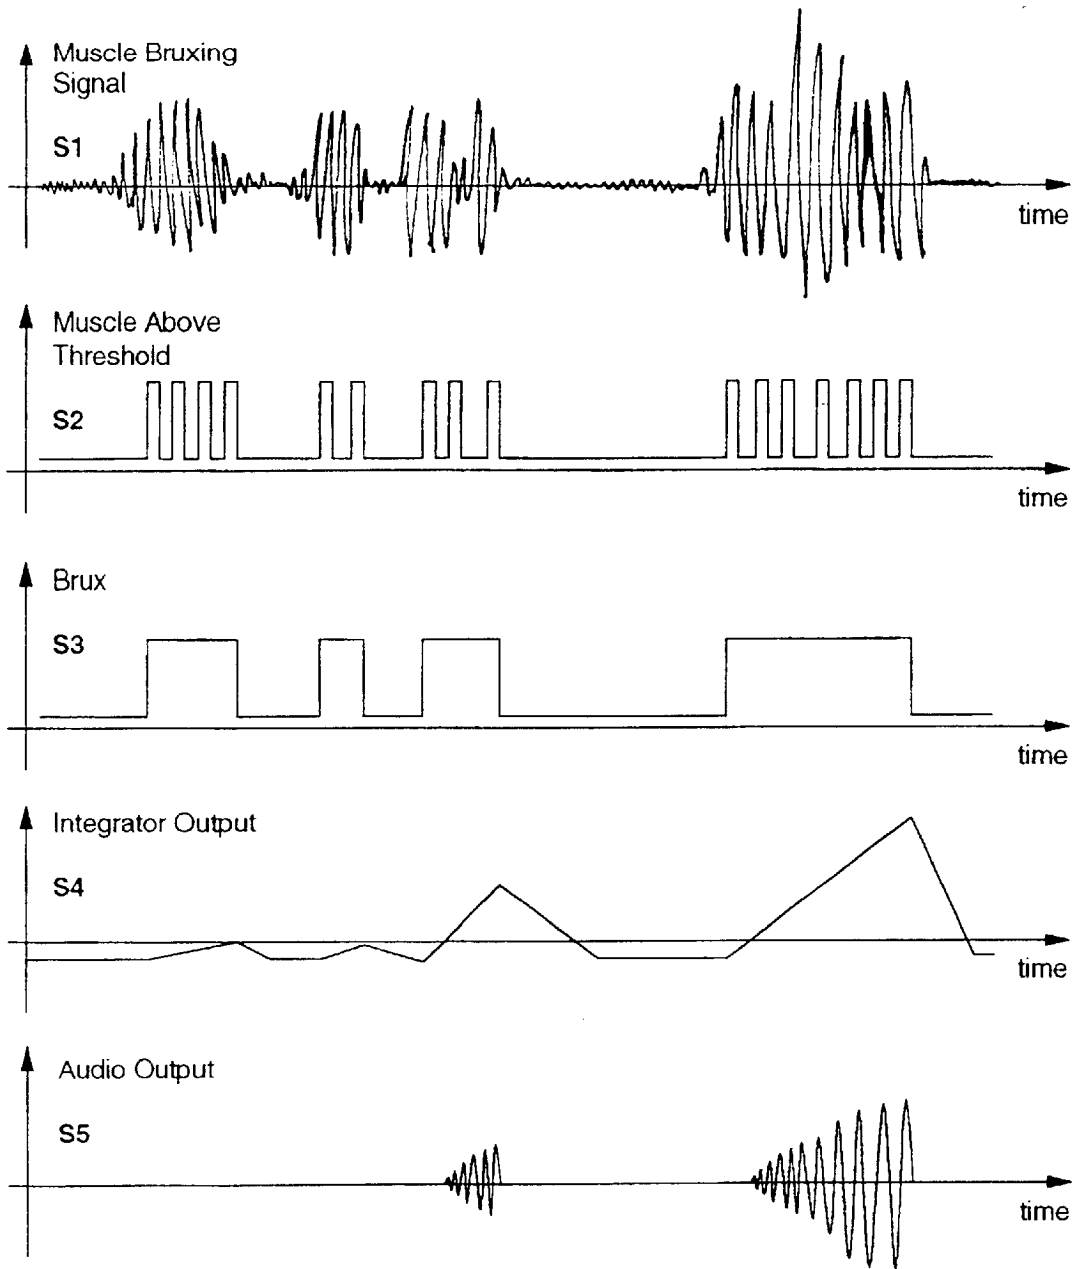 Muscle Bruxing
Signal
S1
time
Muscle Above
Threshold
S2
time
Brux
S3
time
Integrator Output
S4
time
Audio Output
S5
time